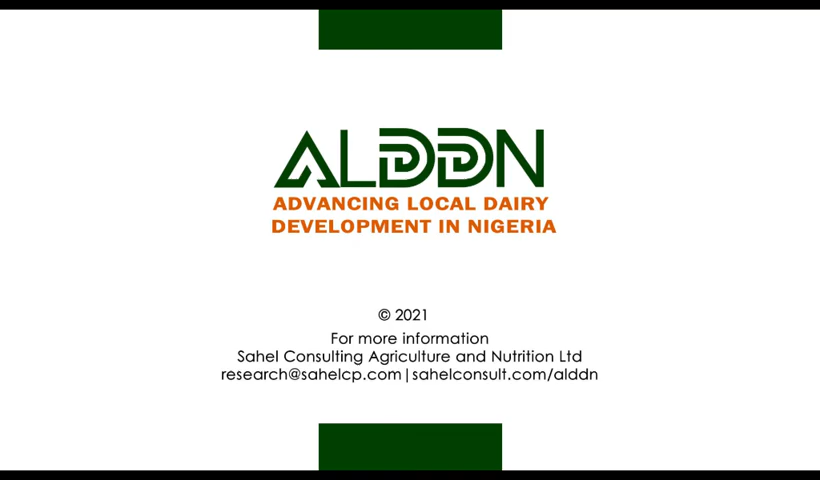 ALDDN
ADVANCING LOCAL DAIRY
DEVELOPMENT IN NIGERIA
© 2021
For more information
Sahel Consulting Agriculture and Nutrition Ltd
research@sahelcp.com|sahelconsult.com/alddn